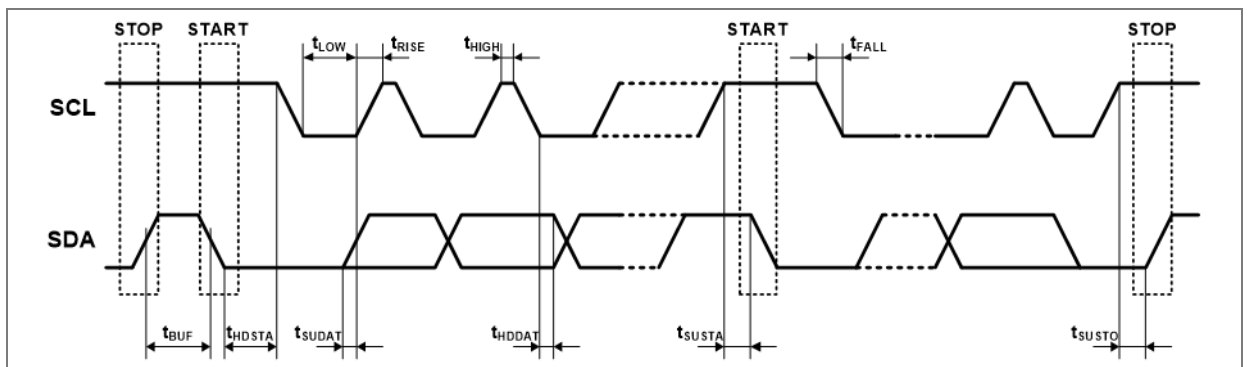 STOP START START STOP
tLOW tRISE tHIGH tFALL
SCL
SDA
tBUF tHDSTA tSUDAT tHDDAT tSUSTA tSUSTO